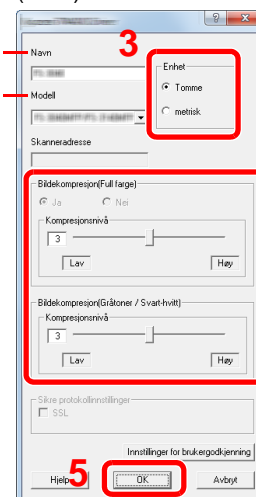 3
Navn
Enhet
Tomme
Modell
metrisk
Skanneradresse
Bildekompresjon(Full farge)
Ja Nei
Kompresjonsnivå
3
Lav Høy
Bildekompresjon(Gråtoner / Svart-hvitt)
Kompresjonsnivå
3
Lav Høy
Sikre protokollinnstillinger
SSL
Innstillinger for brukergodkjenning
Hjelp 5 OK Avbryt